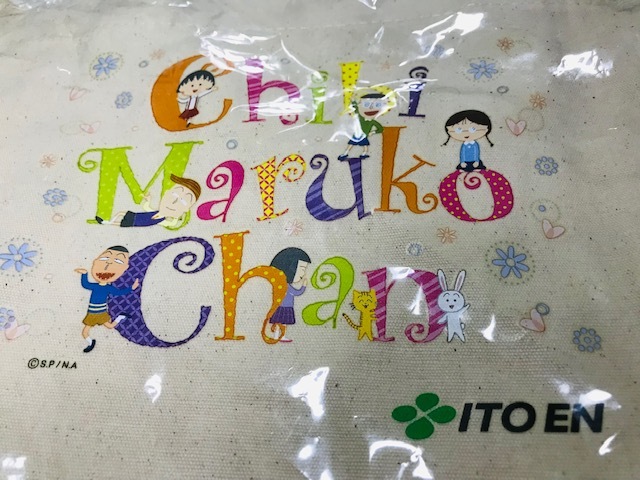 Chibi
Maruko
Chan
©S.P/N.A
ITO EN